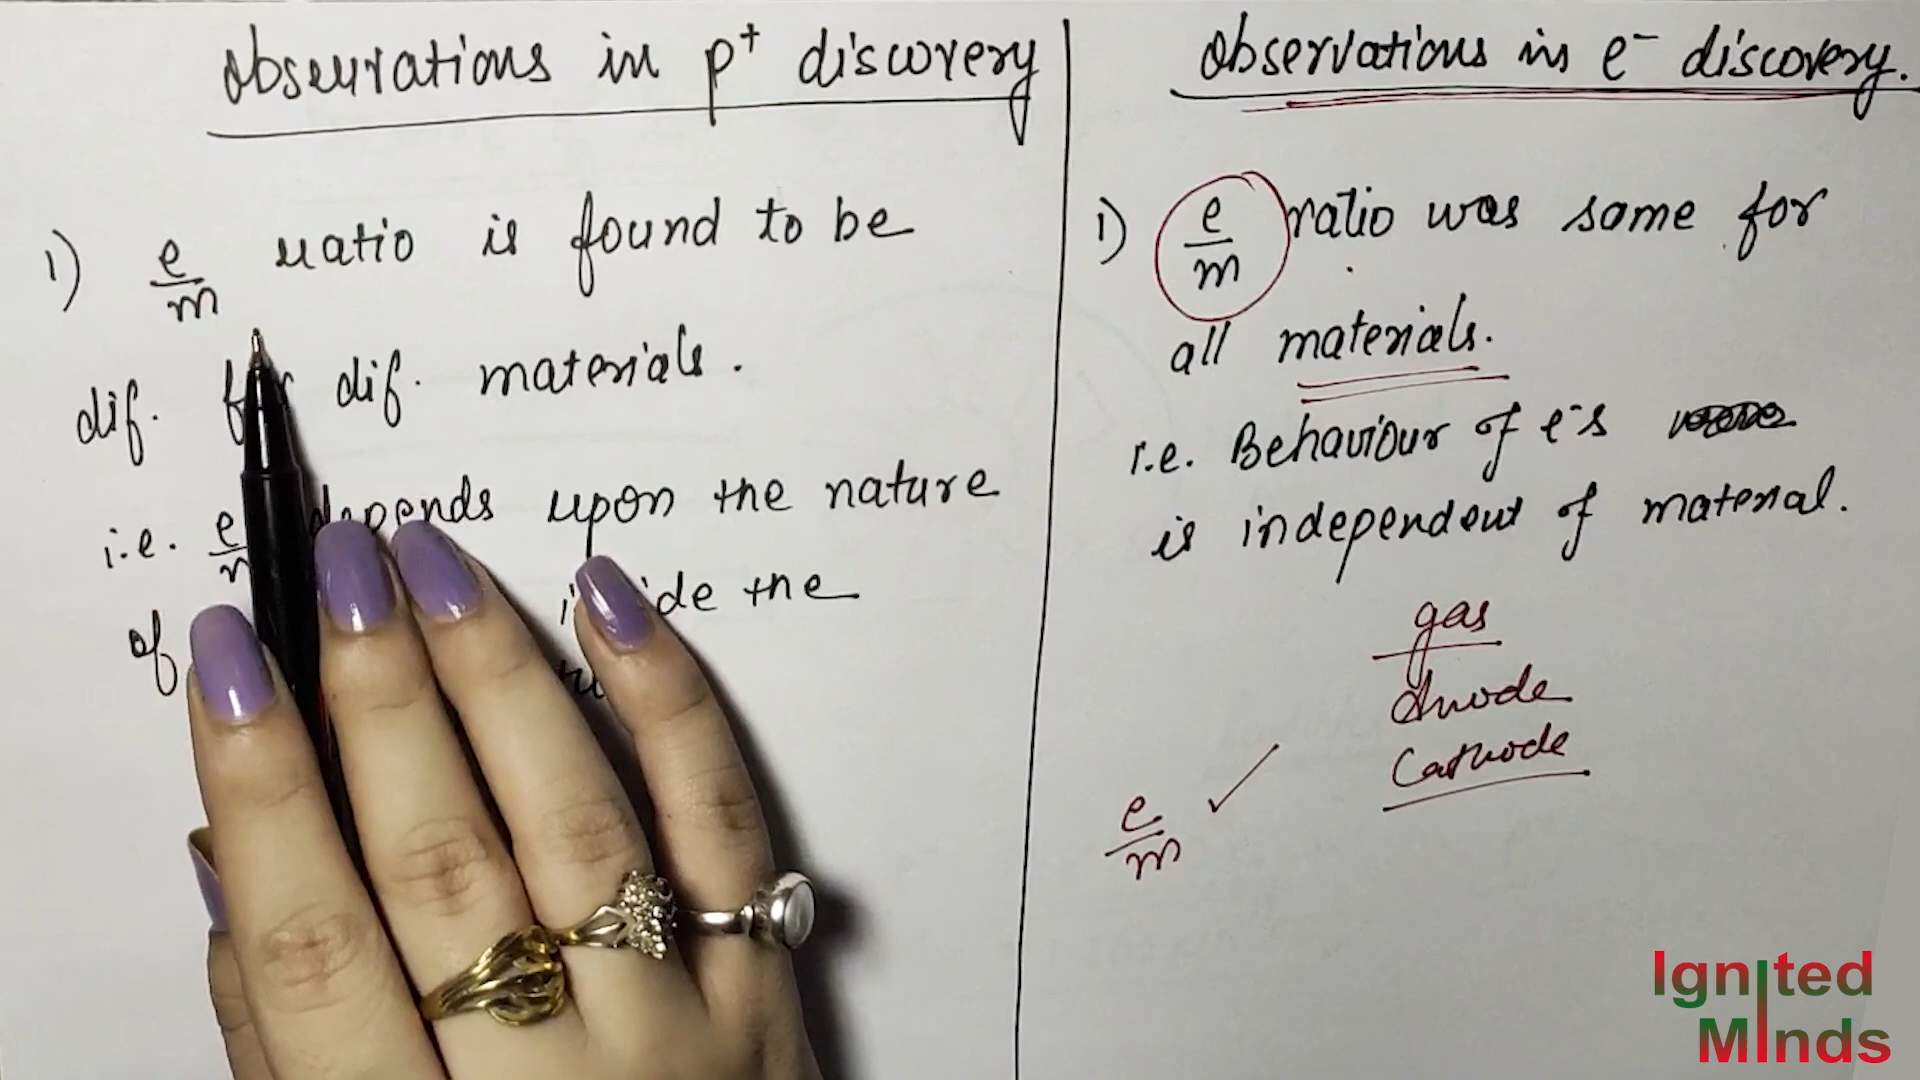 Observations in p+ discovery
1) e/m ratio is found to be
dif. for dif. materials.
i.e. e depends upon the nature
of the
Observations in e- discovery.
1) e/m ratio was same for
all materials.
i.e. Behaviour of e-s
is independent of material.
gas
Anode
Cathode
e/m ✓
Ignited
Minds